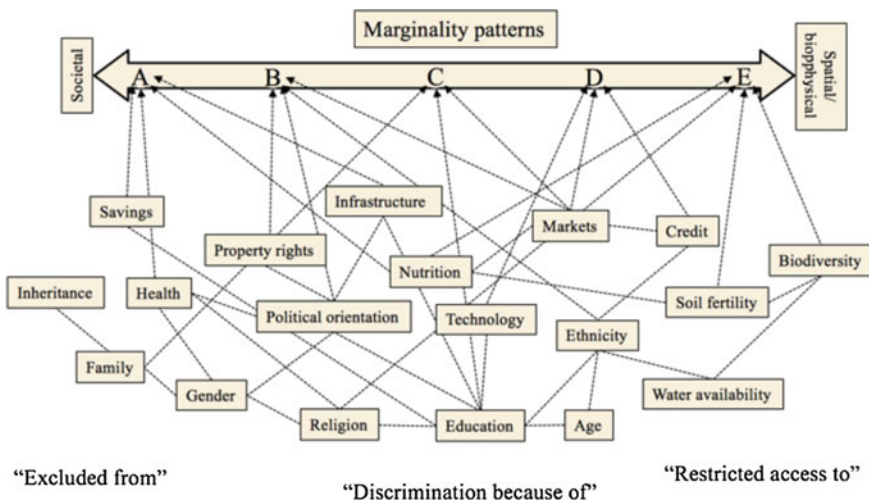 Marginality patterns
Societal
A B C D E
Spatial/
biopphysical
Infrastructure
Savings
Markets
Credit
Property rights
Biodiversity
Nutrition
Inheritance
Health
Soil fertility
Political orientation
Technology
Ethnicity
Family
Gender
Water availability
Religion
Education
Age
“Excluded from”
“Discrimination because of”
“Restricted access to”